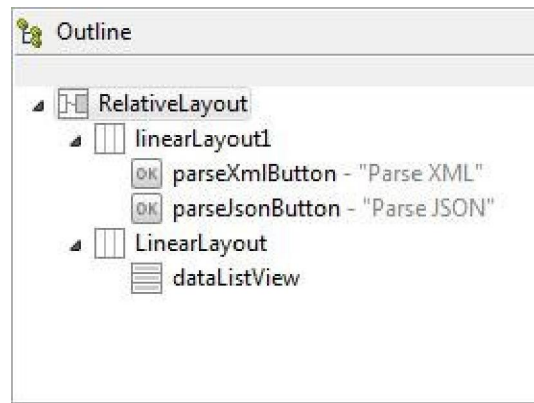 Outline
RelativeLayout
linearLayout1
OK parseXmlButton - "Parse XML"
OK parseJsonButton - "Parse JSON"
LinearLayout
dataListView